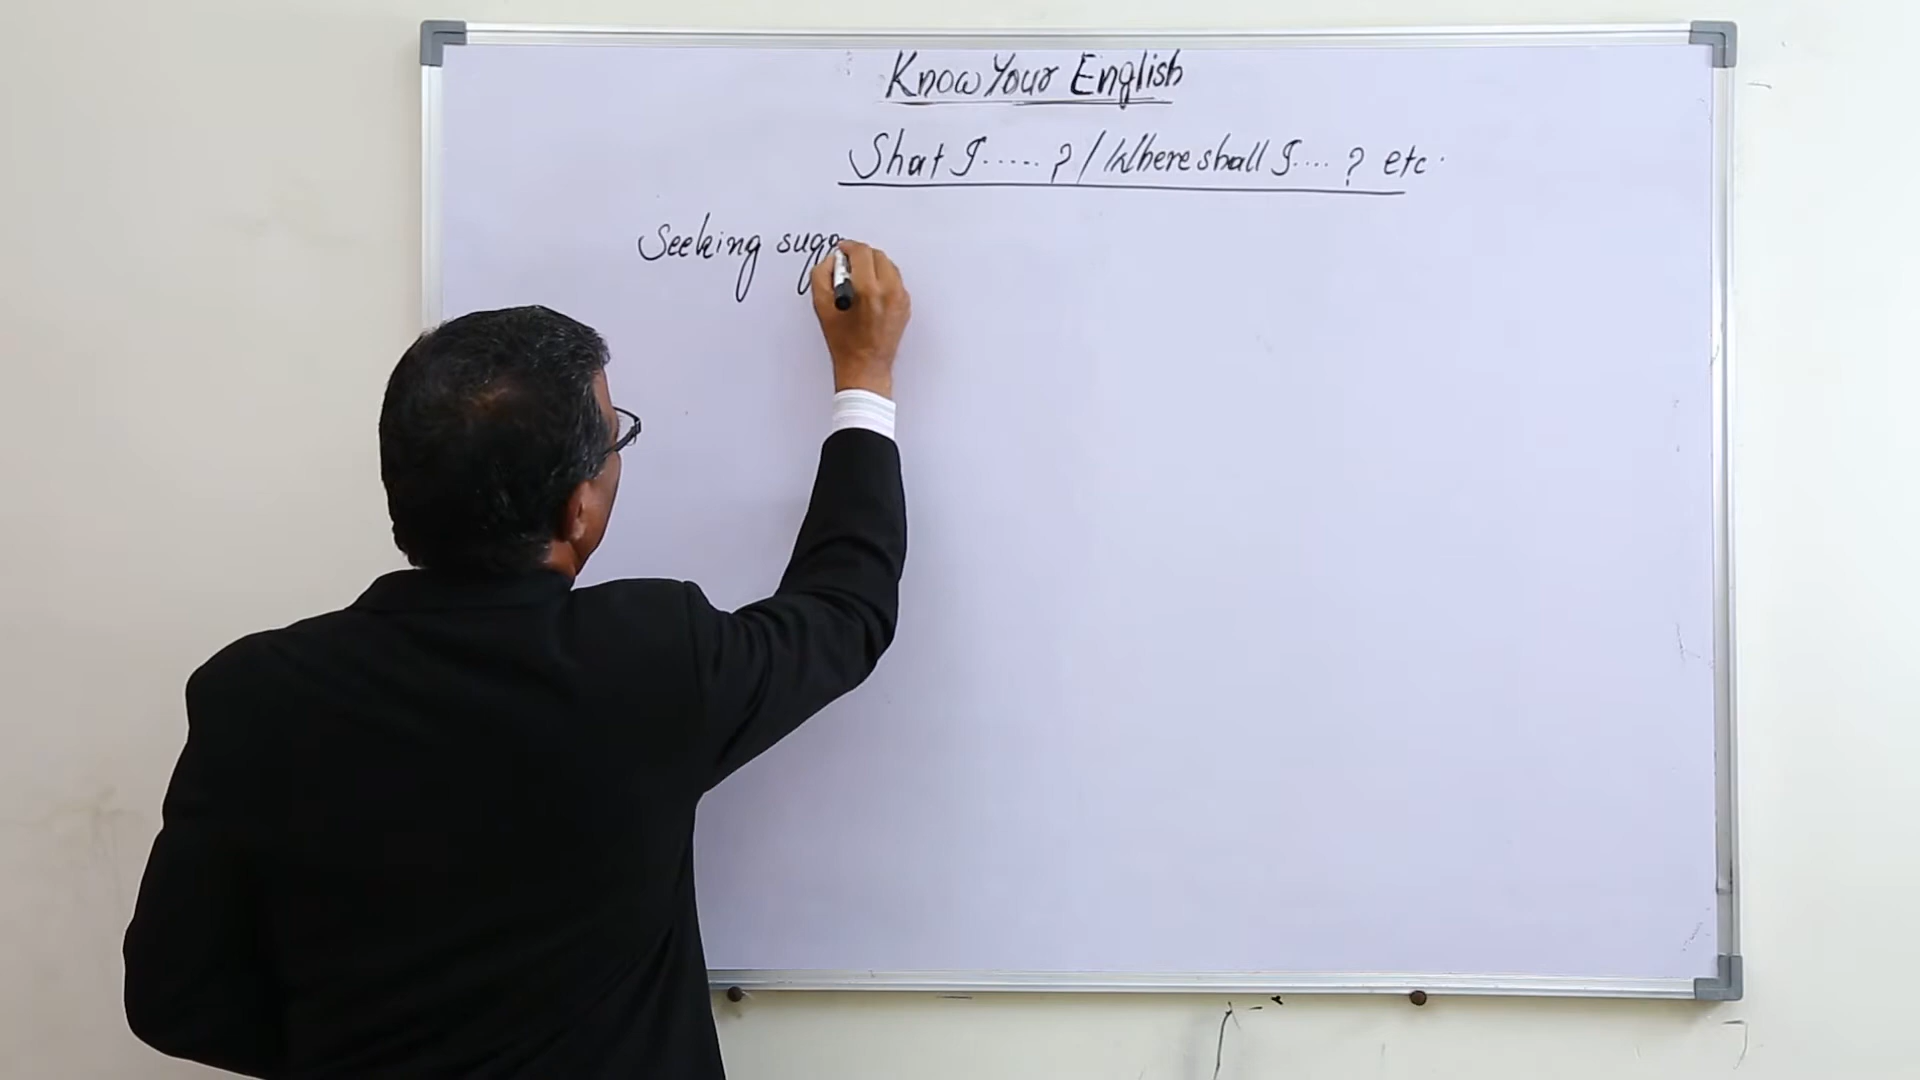 Know Your English
Shat I...... ? / Where shall I.... ? etc.
Seeking sugg